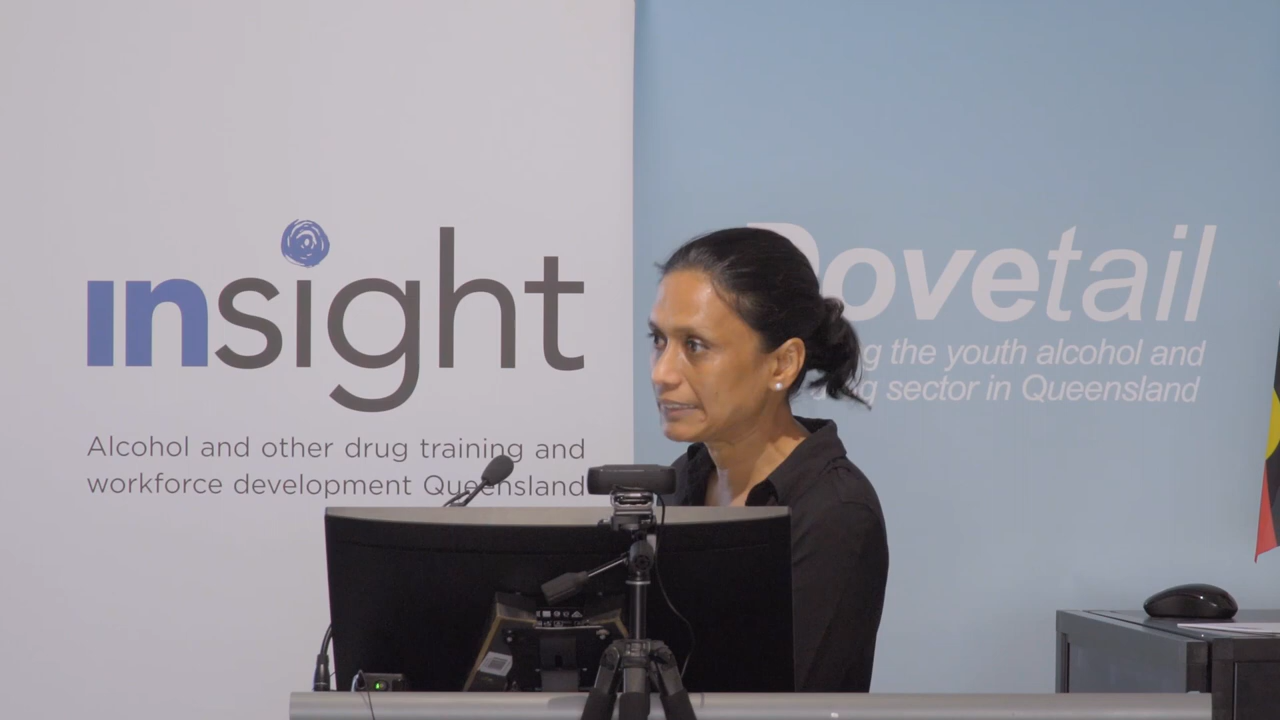 insight
Alcohol and other drug training and
workforce development Queensland
ovetail
the youth alcohol and
sector in Queensland